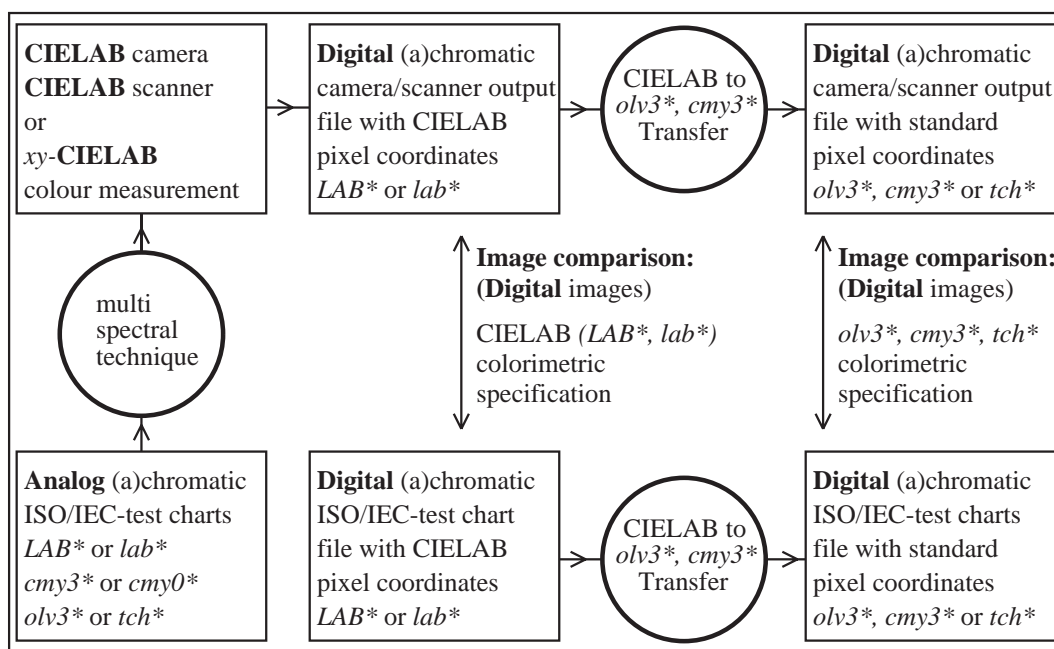 CIELAB camera
CIELAB scanner
or
xy-CIELAB
colour measurement
Digital (a)chromatic
camera/scanner output
file with CIELAB
pixel coordinates
LAB* or lab*
CIELAB to
olv3*, cmy3*
Transfer
Digital (a)chromatic
camera/scanner output
file with standard
pixel coordinates
olv3*, cmy3* or tch*
multi
spectral
technique
Image comparison:
(Digital images)
CIELAB (LAB*, lab*)
colorimetric
specification
Image comparison:
(Digital images)
olv3*, cmy3*, tch*
colorimetric
specification
Analog (a)chromatic
ISO/IEC-test charts
LAB* or lab*
cmy3* or cmy0*
olv3* or tch*
Digital (a)chromatic
ISO/IEC-test chart
file with CIELAB
pixel coordinates
LAB* or lab*
CIELAB to
olv3*, cmy3*
Transfer
Digital (a)chromatic
ISO/IEC-test charts
file with standard
pixel coordinates
olv3*, cmy3* or tch*